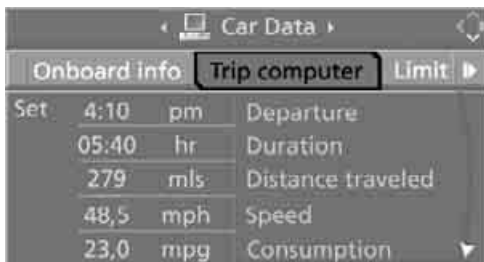 Car Data
Onboard info Trip computer Limit
Set 4:10 pm Departure
05:40 hr Duration
279 mls Distance traveled
48,5 mph Speed
23,0 mpg Consumption